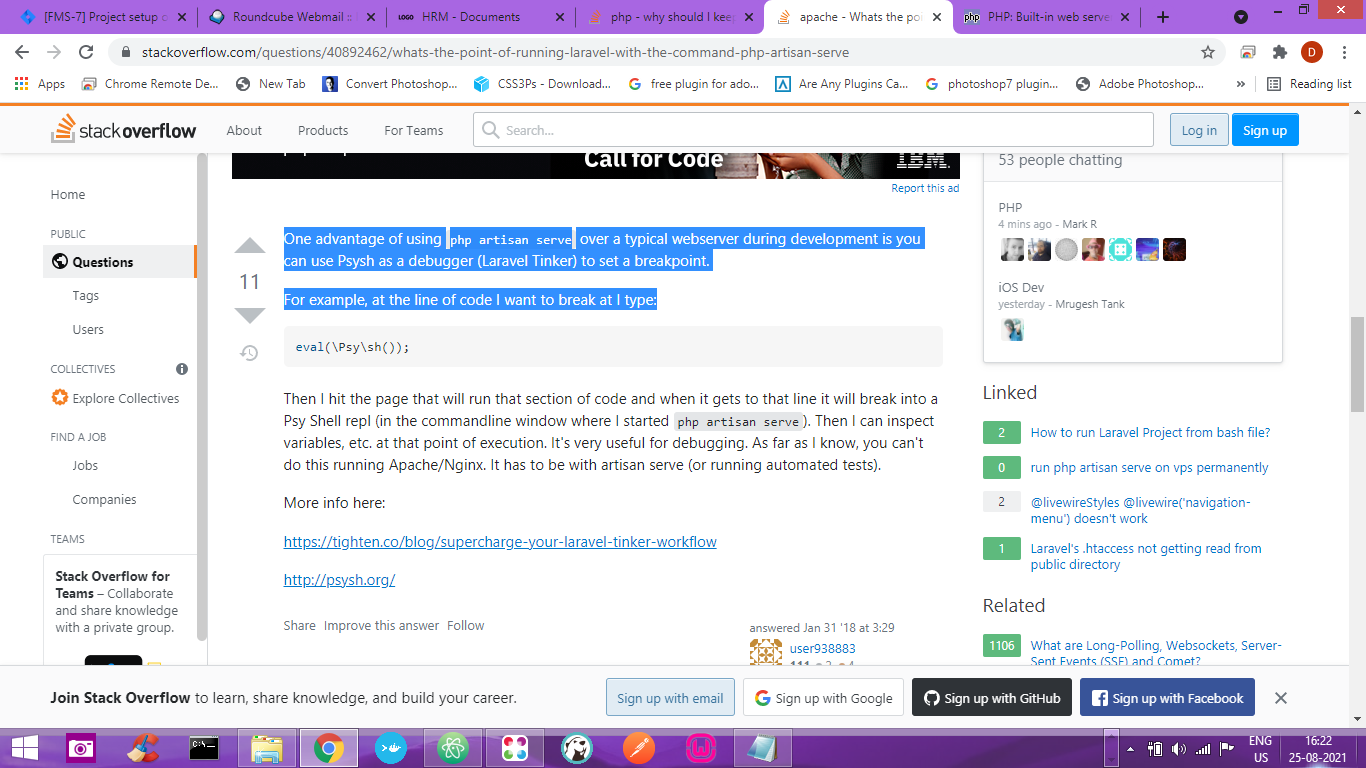 [FMS-7] Project setup o
Roundcube Webmail ::
HRM - Documents
php - why should I kee
apache - Whats the po
PHP: Built-in web serve
stackoverflow.com/questions/40892462/whats-the-point-of-running-laravel-with-the-command-php-artisan-serve
D
Apps
Chrome Remote De...
New Tab
Convert Photoshop...
CSS3Ps - Download...
free plugin for ado...
Are Any Plugins Ca...
photoshop7 plugin...
Adobe Photoshop...
»
Reading list
stack overflow
About
Products
For Teams
Search...
Log in
Sign up
Call for Code
IBM
Report this ad
Home
PUBLIC
Questions
Tags
Users
COLLECTIVES
Explore Collectives
FIND A JOB
Jobs
Companies
TEAMS
Stack Overflow for
Teams – Collaborate
and share knowledge
with a private group.
11
One advantage of using php artisan serve over a typical webserver during development is you
can use Psysh as a debugger (Laravel Tinker) to set a breakpoint.
For example, at the line of code I want to break at I type:
eval(\Psy\sh());
Then I hit the page that will run that section of code and when it gets to that line it will break into a
Psy Shell repl (in the commandline window where I started php artisan serve). Then I can inspect
variables, etc. at that point of execution. It's very useful for debugging. As far as I know, you can't
do this running Apache/Nginx. It has to be with artisan serve (or running automated tests).
More info here:
https://tighten.co/blog/supercharge-your-laravel-tinker-workflow
http://psysh.org/
Share Improve this answer Follow
answered Jan 31 '18 at 3:29
user938883
111 2 4
53 people chatting
PHP
4 mins ago - Mark R
iOS Dev
yesterday - Mrugesh Tank
Linked
2 How to run Laravel Project from bash file?
0 run php artisan serve on vps permanently
2 @livewireStyles @livewire('navigation-
menu') doesn't work
1 Laravel's .htaccess not getting read from
public directory
Related
1106 What are Long-Polling, Websockets, Server-
Sent Events (SSE) and Comet?
Join Stack Overflow to learn, share knowledge, and build your career.
Sign up with email
Sign up with Google
Sign up with GitHub
Sign up with Facebook
ENG
US
16:22
25-08-2021